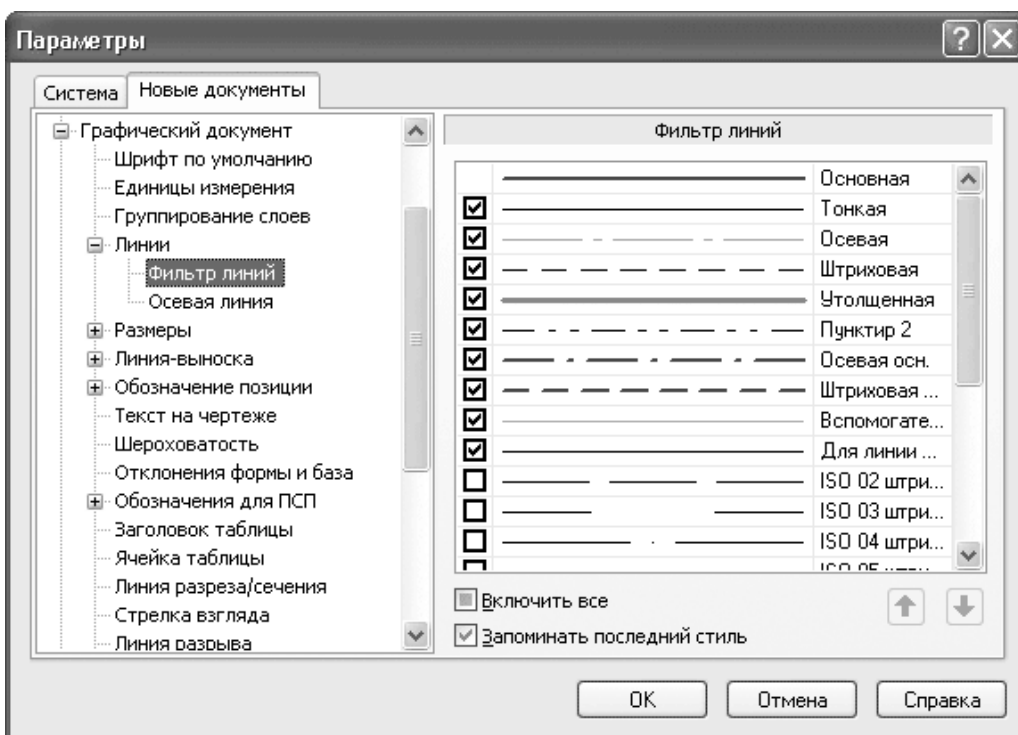 Параметры
Система
Новые документы
Графический документ
Шрифт по умолчанию
Единицы измерения
Группирование слоев
Линии
Фильтр линий
Осевая линия
Размеры
Линия-выноска
Обозначение позиции
Текст на чертеже
Шероховатость
Отклонения формы и база
Обозначения для ПСП
Заголовок таблицы
Ячейка таблицы
Линия разреза/сечения
Стрелка взгляда
Линия разрыва
Фильтр линий
Основная
Тонкая
Осевая
Штриховая
Утолщенная
Пунктир 2
Осевая осн.
Штриховая ...
Вспомогате...
Для линии ...
ISO 02 штри...
ISO 03 штри...
ISO 04 штри...
ISO 05 штри...
Включить все
Запоминать последний стиль
OK
Отмена
Справка